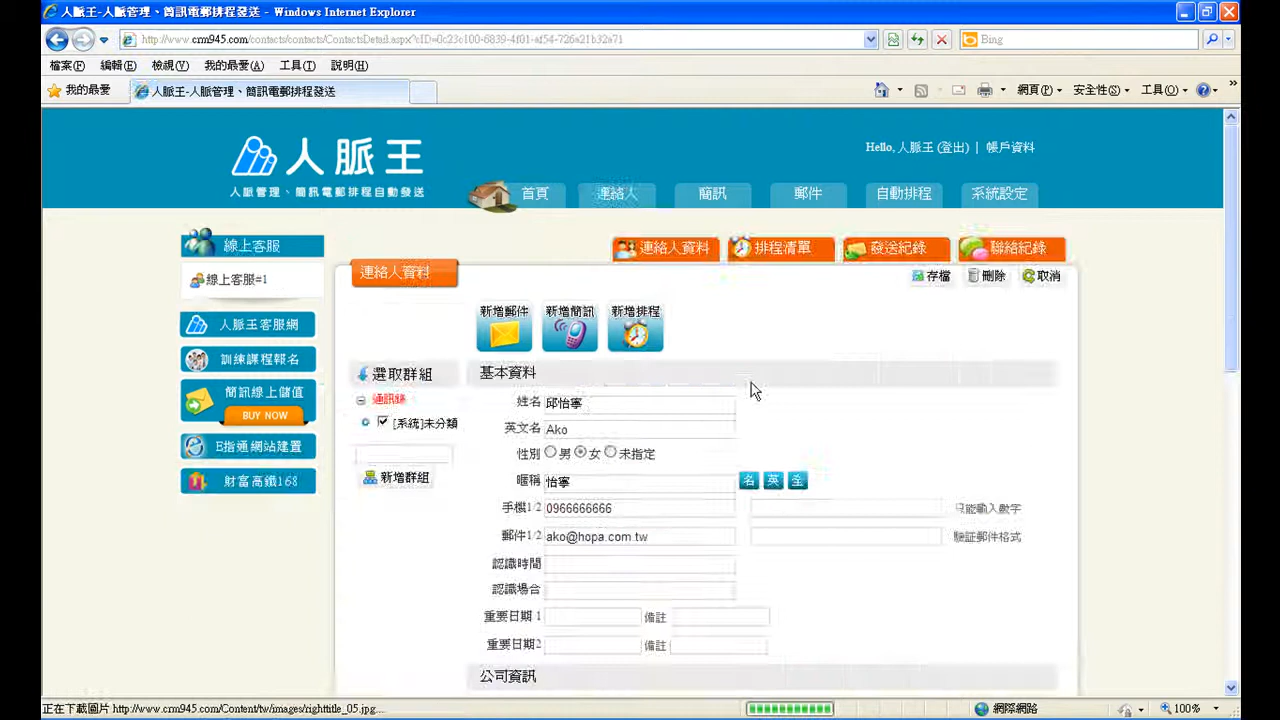 人脈王-人脈管理、簡訊電郵排程發送 - Windows Internet Explorer
http://www.crm945.com/contacts/contacts/ContactsDetail.aspx?cID=0c23c100-6839-4f01-af54-726a21b32a71
Bing
檔案(F) 編輯(E) 檢視(V) 我的最愛(A) 工具(T) 說明(H)
我的最愛 人脈王-人脈管理、簡訊電郵排程發送 網頁(P) 安全性(S) 工具(O)
人脈王
人脈管理、簡訊電郵排程自動發送
Hello, 人脈王 (登出) | 帳戶資料
首頁 連絡人 簡訊 郵件 自動排程 系統設定
線上客服
線上客服=1
人脈王客服網
訓練課程報名
簡訊線上儲值
BUY NOW
E指通網站建置
財富高鐵168
連絡人資料 排程清單 發送紀錄 聯絡紀錄
連絡人資料
存檔 刪除 取消
新增郵件 新增簡訊 新增排程
選取群組
通訊錄
[系統]未分類
新增群組
基本資料
姓名 邱怡寧
英文名 Ako
性別 男 女 未指定
暱稱 怡寧 名 英 全
手機1/2 0966666666 只能輸入數字
郵件1/2 ako@hopa.com.tw 驗証郵件格式
認識時間
認識場合
重要日期 1 備註
重要日期2 備註
公司資訊
正在下載圖片 http://www.crm945.com/Content/tw/images/righttitle_05.jpg...
網際網路 100%